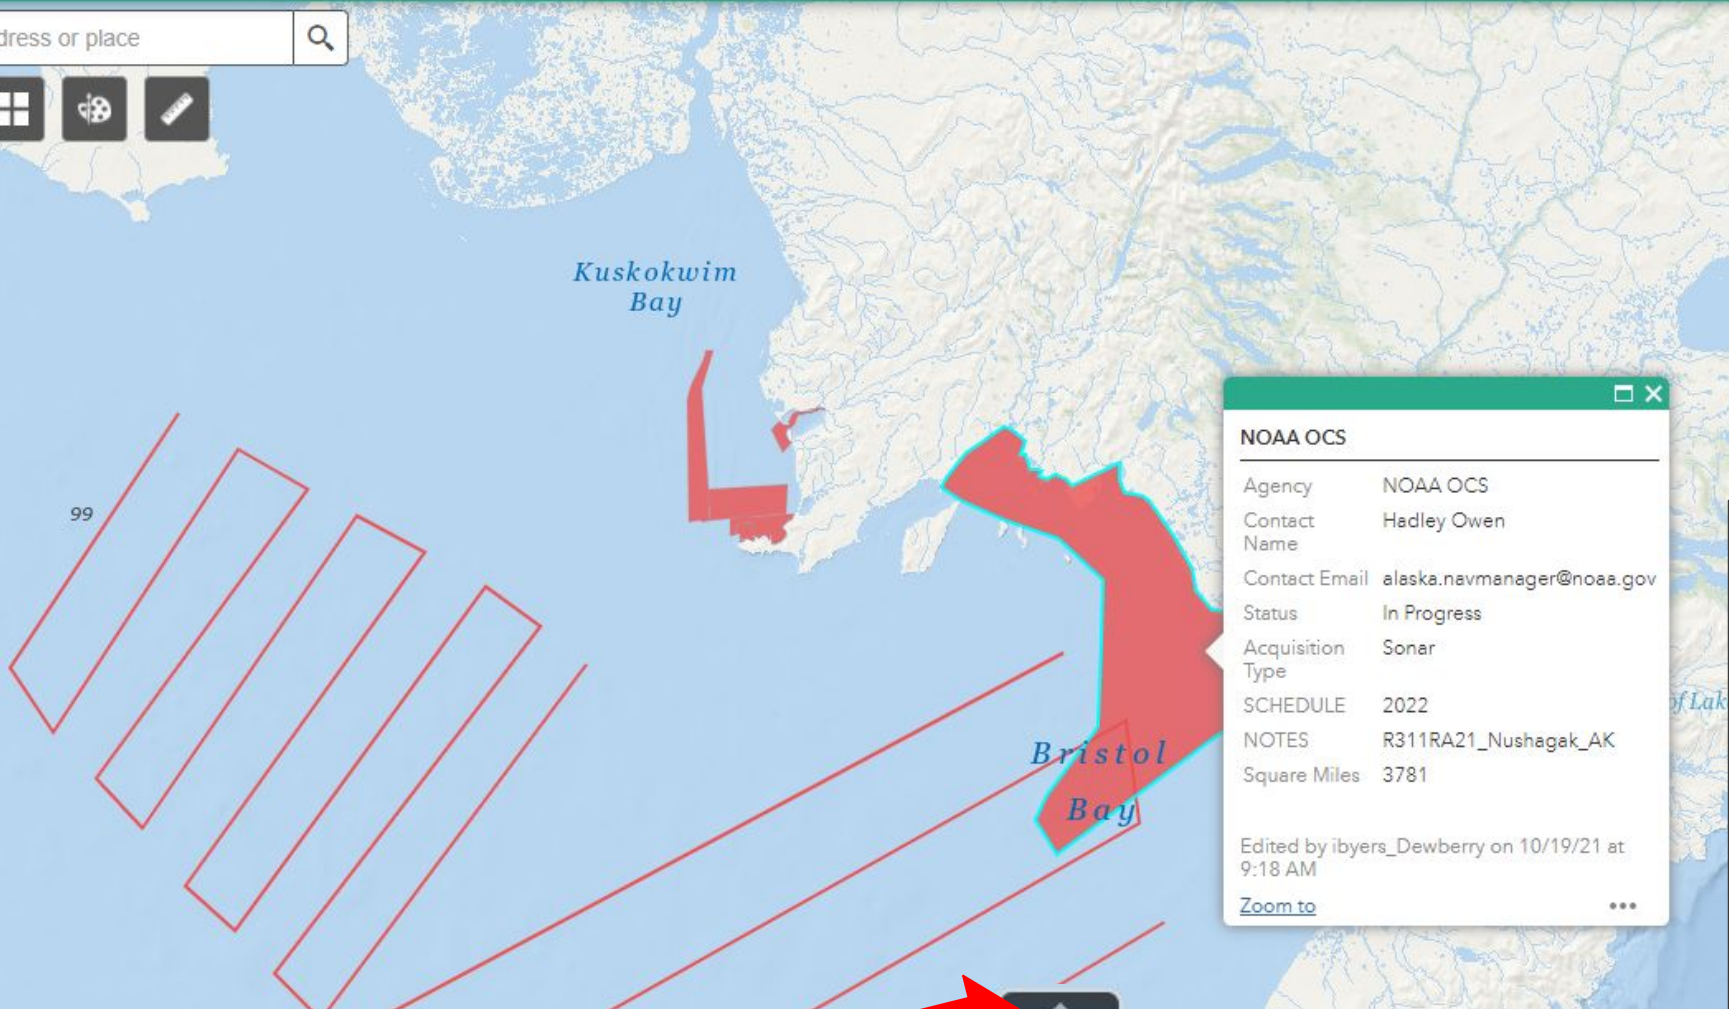 dress or place
Kuskokwim
Bay
99
Bristol
Bay
NOAA OCS
Agency NOAA OCS
Contact Name Hadley Owen
Contact Email alaska.navmanager@noaa.gov
Status In Progress
Acquisition Type Sonar
SCHEDULE 2022
NOTES R311RA21_Nushagak_AK
Square Miles 3781
Edited by ibyers_Dewberry on 10/19/21 at
9:18 AM
Zoom to
of Lak